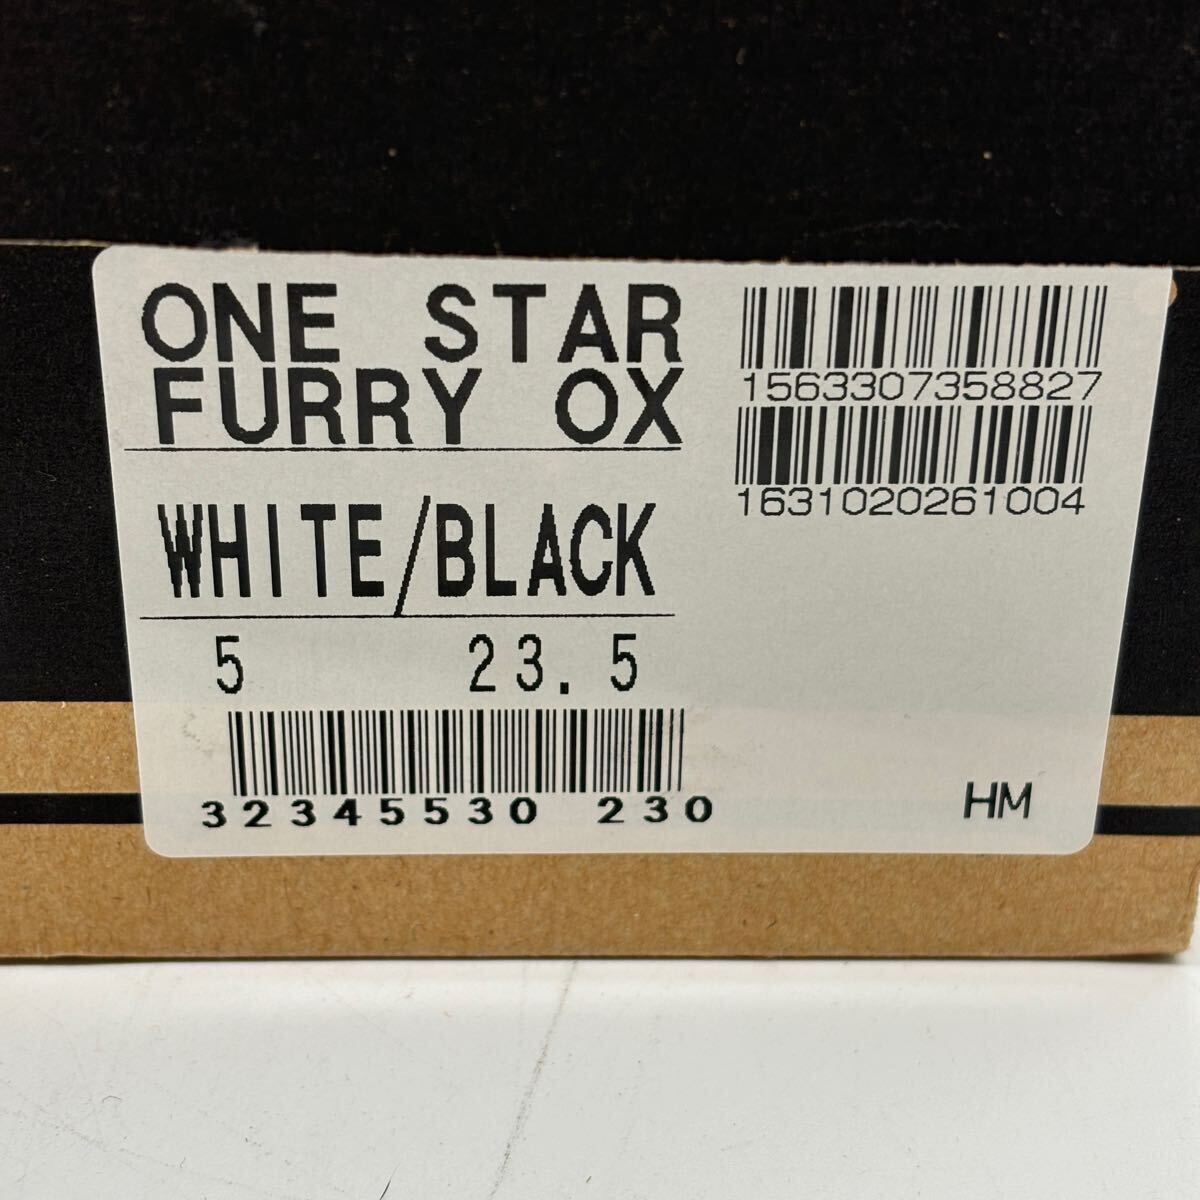 ONE STAR
FURRY OX
WHITE/BLACK
5 23.5
32345530 230
1563307358827
1631020261004
HM